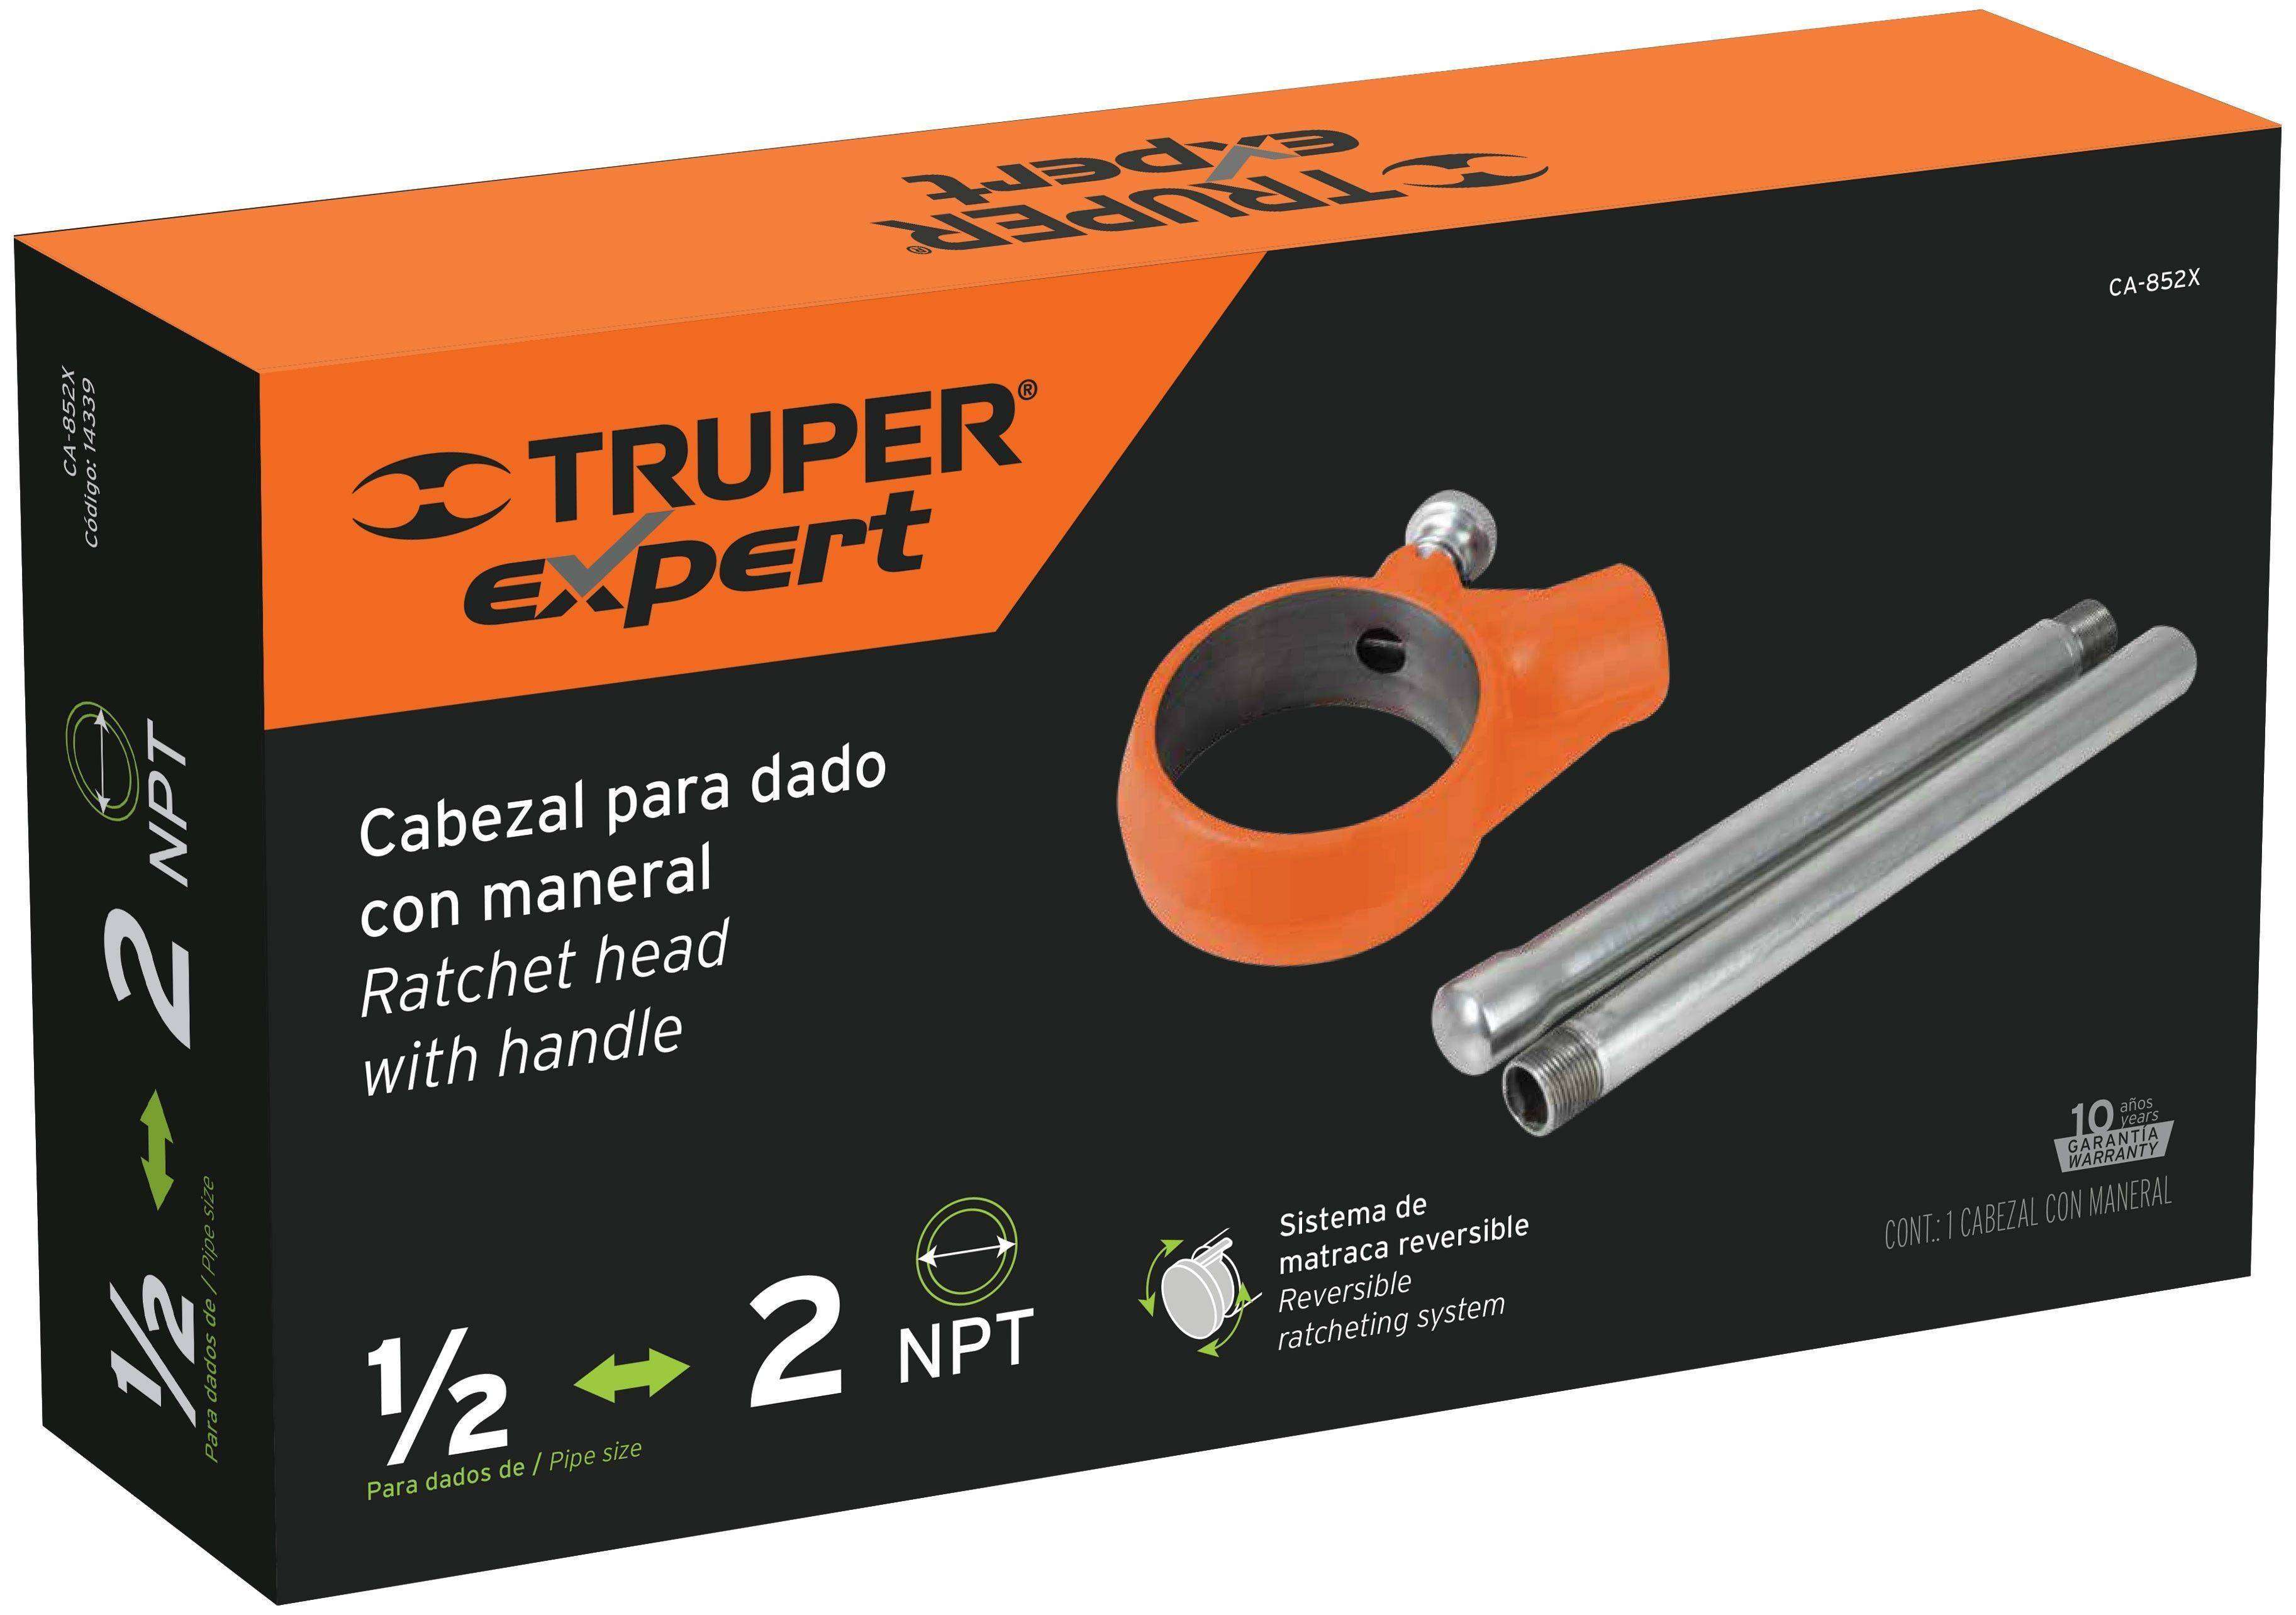 TRUPER®
expert
CA-852X
CA-852X
Código: 14339
½ 2 NPT
Para dados de / Pipe size
TRUPER®
expert
Cabezal para dado
con maneral
Ratchet head
with handle
½ 2 NPT
Para dados de / Pipe size
Sistema de
matraca reversible
Reversible
ratcheting system
10 años
years
GARANTÍA
WARRANTY
CONT.: 1 CABEZAL CON MANERAL